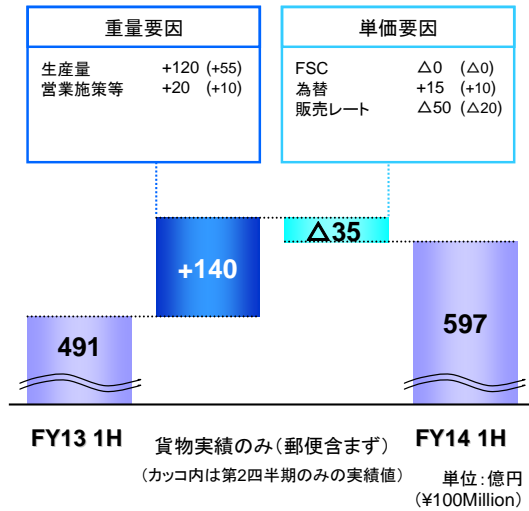 重量要因
生産量 +120 (+55)
営業施策等 +20 (+10)
単価要因
FSC △0 (△0)
為替 +15 (+10)
販売レート △50 (△20)
+140
△35
491
597
FY13 1H
貨物実績のみ(郵便含まず)
FY14 1H
(カッコ内は第2四半期のみの実績値)
単位:億円
(¥100Million)